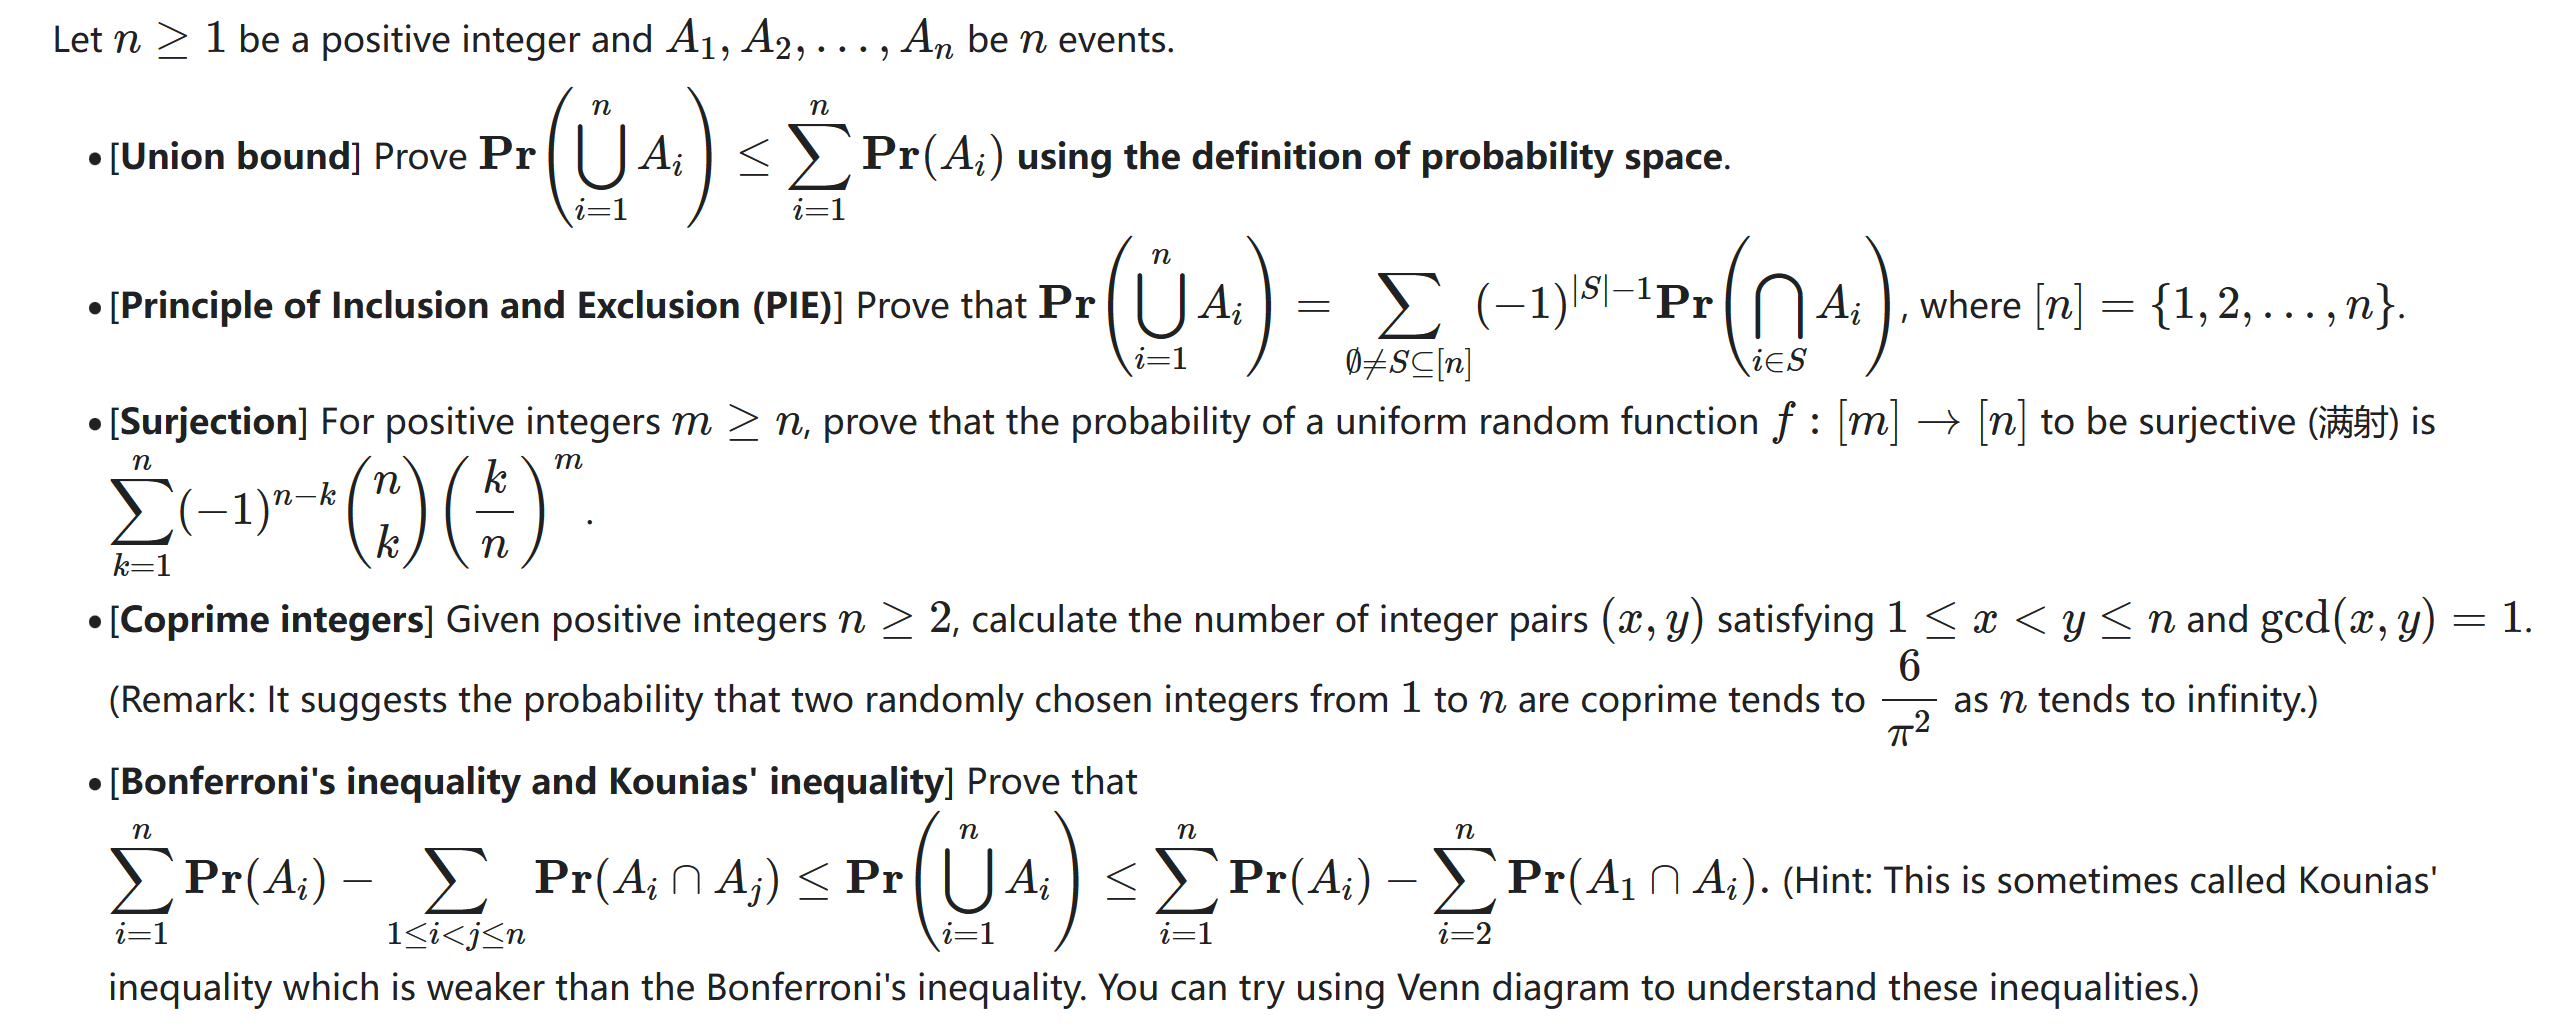 Let $n \geq 1$ be a positive integer and $A_1, A_2, \ldots, A_n$ be $n$ events.
• [**Union bound**] Prove $\mathbf{Pr}\left(\bigcup_{i=1}^{n} A_i\right) \leq \sum_{i=1}^{n} \mathbf{Pr}(A_i)$ **using the definition of probability space**.
• [**Principle of Inclusion and Exclusion (PIE)**] Prove that $\mathbf{Pr}\left(\bigcup_{i=1}^{n} A_i\right) = \sum_{\emptyset \neq S \subseteq [n]} (-1)^{|S|-1} \mathbf{Pr}\left(\bigcap_{i \in S} A_i\right)$, where $[n] = \{1, 2, \ldots, n\}$.
• [**Surjection**] For positive integers $m \geq n$, prove that the probability of a uniform random function $f : [m] \to [n]$ to be surjective (满射) is
$\sum_{k=1}^{n} (-1)^{n-k} \binom{n}{k} \left(\frac{k}{n}\right)^m$.
• [**Coprime integers**] Given positive integers $n \geq 2$, calculate the number of integer pairs $(x, y)$ satisfying $1 \leq x < y \leq n$ and $\gcd(x, y) = 1$.
(Remark: It suggests the probability that two randomly chosen integers from $1$ to $n$ are coprime tends to $\frac{6}{\pi^2}$ as $n$ tends to infinity.)
• [**Bonferroni's inequality and Kounias' inequality**] Prove that
$\sum_{i=1}^{n} \mathbf{Pr}(A_i) - \sum_{1 \leq i < j \leq n} \mathbf{Pr}(A_i \cap A_j) \leq \mathbf{Pr}\left(\bigcup_{i=1}^{n} A_i\right) \leq \sum_{i=1}^{n} \mathbf{Pr}(A_i) - \sum_{i=2}^{n} \mathbf{Pr}(A_1 \cap A_i).$ (Hint: This is sometimes called Kounias'
inequality which is weaker than the Bonferroni's inequality. You can try using Venn diagram to understand these inequalities.)